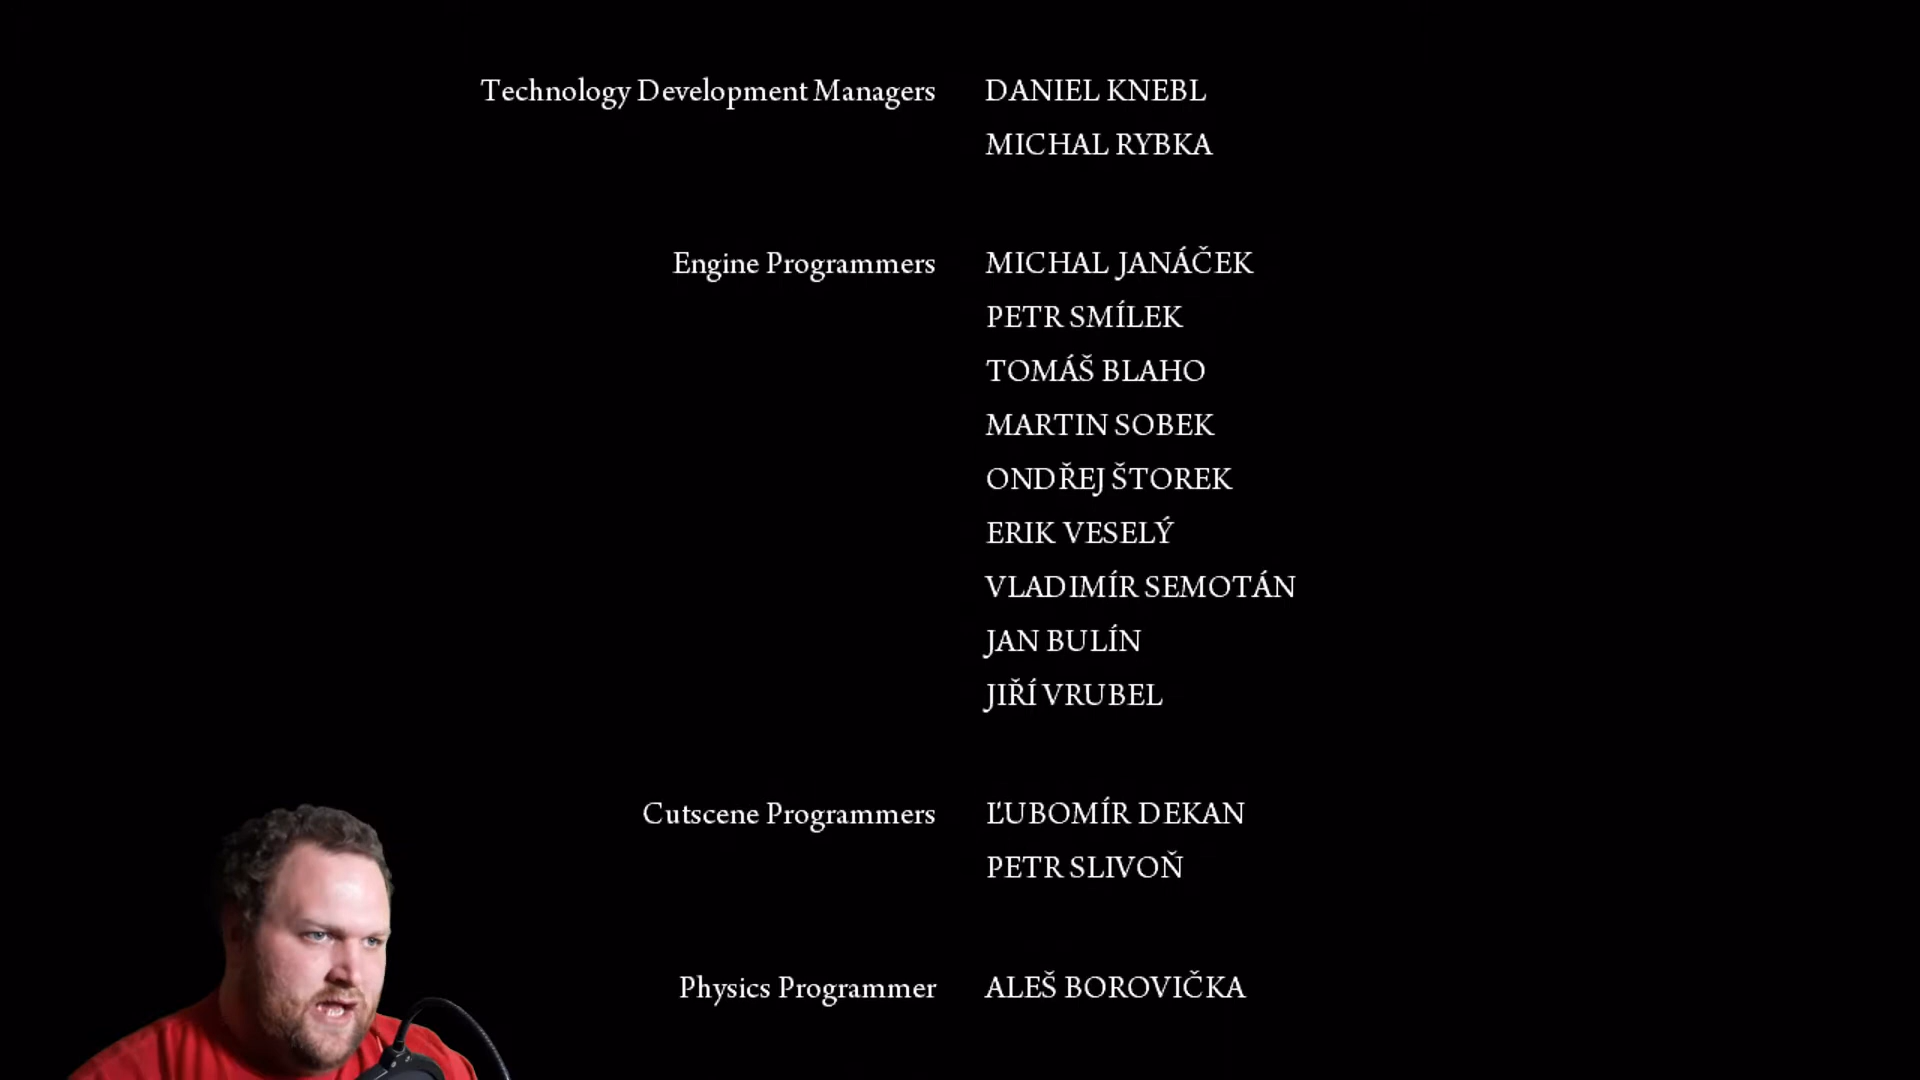 Technology Development Managers DANIEL KNEBL
MICHAL RYBKA
Engine Programmers MICHAL JANÁČEK
PETR SMÍLEK
TOMÁŠ BLAHO
MARTIN SOBEK
ONDŘEJ ŠTOREK
ERIK VESELÝ
VLADIMÍR SEMOTÁN
JAN BULÍN
JIŘÍ VRUBEL
Cutscene Programmers ĽUBOMÍR DEKAN
PETR SLIVOŇ
Physics Programmer ALEŠ BOROVIČKA